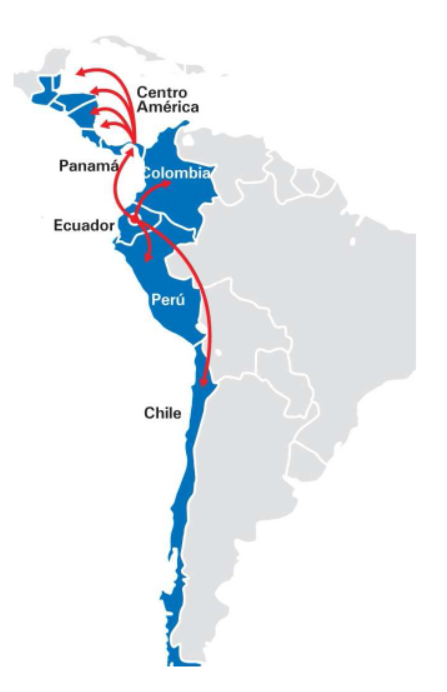 Centro
América
Panamá
Colombia
Ecuador
Perú
Chile